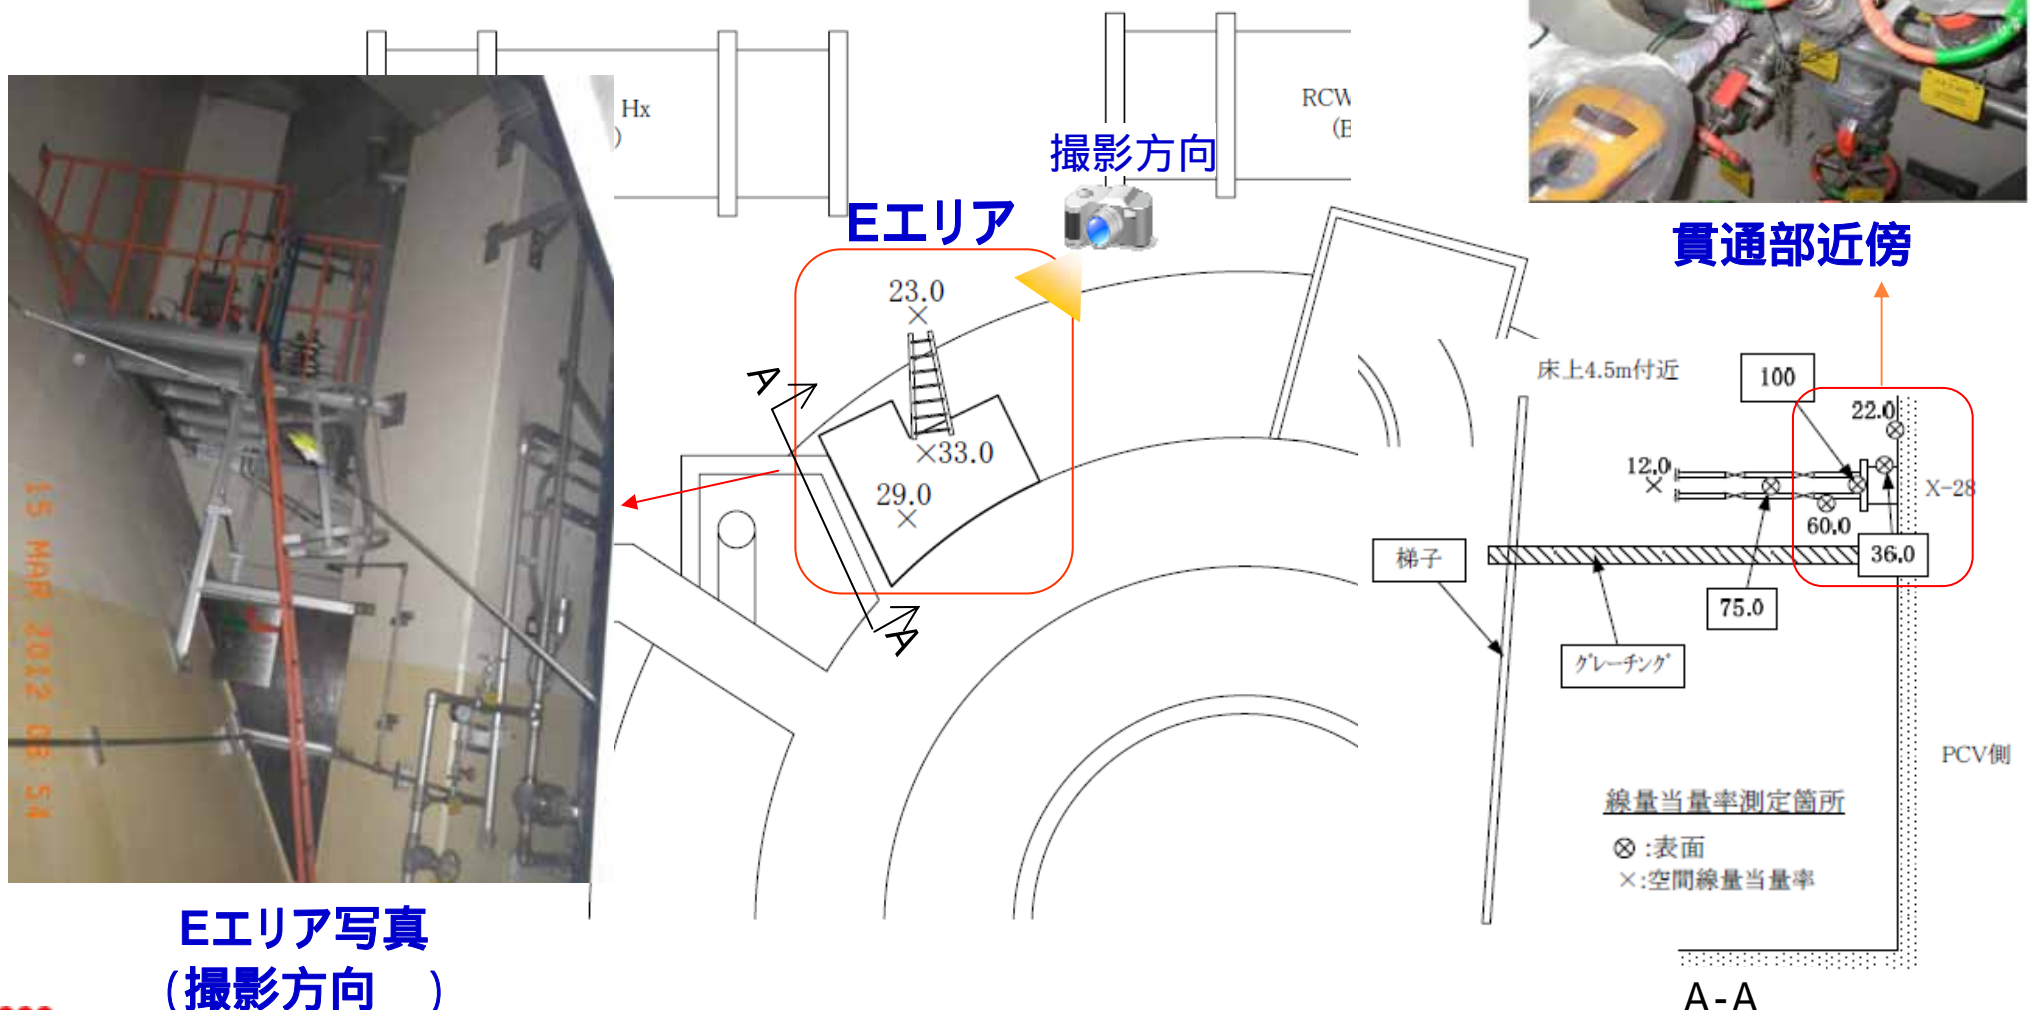 Hx
)
RCW
(B
撮影方向
Eエリア
23.0
×
A
×33.0
29.0
×
A
15 MAR 2012 08 54
Eエリア写真
(撮影方向 )
貫通部近傍
床上4.5m付近
100
22.0
12.0
×
X-28
60.0
36.0
梯子
75.0
グレーチング
PCV側
線量当量率測定箇所
⊗:表面
×:空間線量当量率
A-A